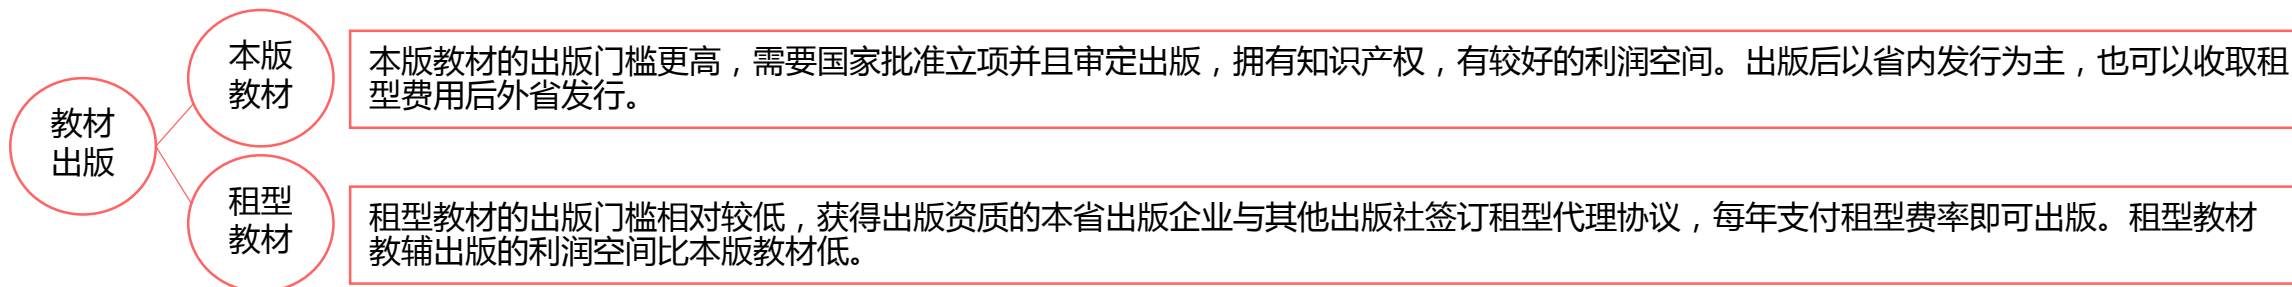 教材
出版
本版
教材
本版教材的出版门槛更高，需要国家批准立项并且审定出版，拥有知识产权，有较好的利润空间。出版后以省内发行为主，也可以收取租
型费用后外省发行。
租型
教材
租型教材的出版门槛相对较低，获得出版资质的本省出版企业与其他出版社签订租型代理协议，每年支付租型费率即可出版。租型教材
教辅出版的利润空间比本版教材低。